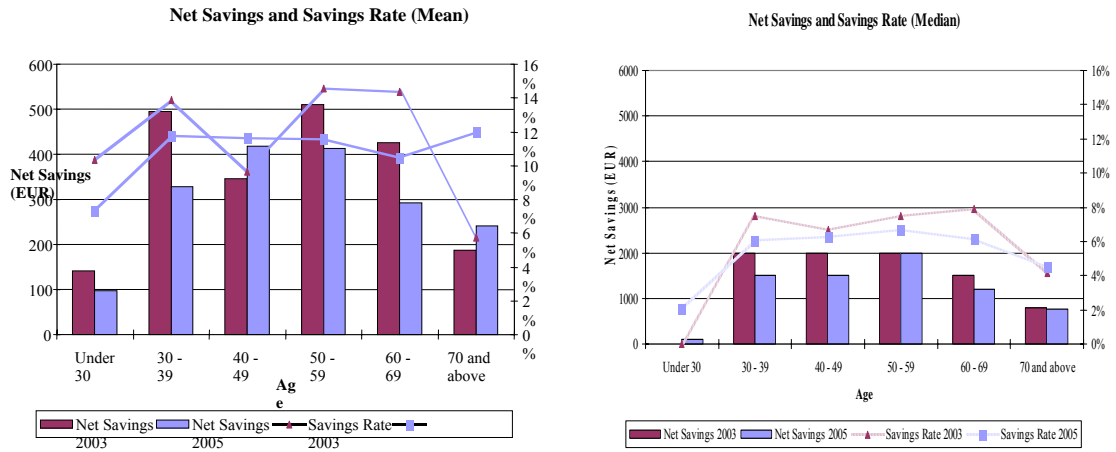 Net Savings and Savings Rate (Mean)
600
500
400
300
200
100
0
Net Savings
(EUR)
16
%
14
%
12
%
10
%
8
%
6
%
4
%
2
%
0
%
Under
30
30 -
39
40 -
49
50 -
59
60 -
69
70 and
above
Ag
e
Net Savings
2003
Net Savings
2005
Savings Rate
2003
Net Savings and Savings Rate (Median)
6000
5000
4000
3000
2000
1000
0
Net Savings (EUR)
16%
14%
12%
10%
8%
6%
4%
2%
0%
Under 30
30 - 39
40 - 49
50 - 59
60 - 69
70 and above
Age
Net Savings 2003
Net Savings 2005
Savings Rate 2003
Savings Rate 2005